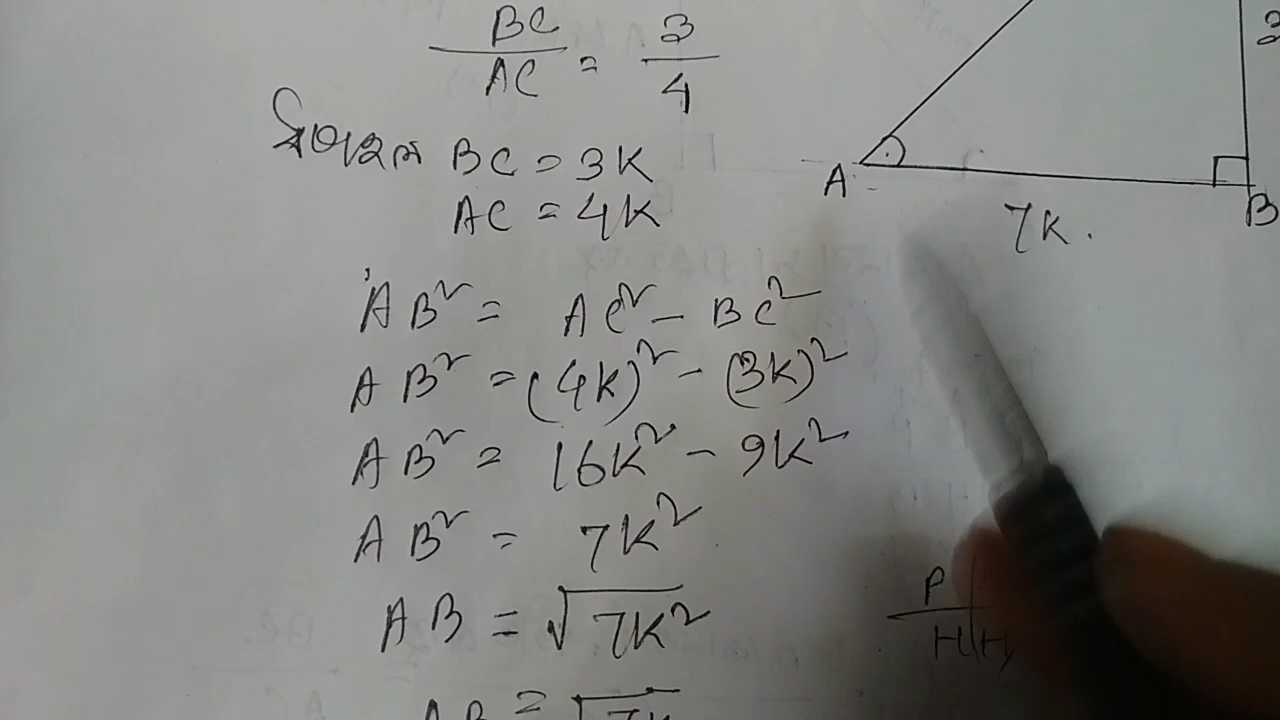 BC / AC = 3 / 4
BC = 3K
AC = 4K
AB² = AC² - BC²
AB² = (4K)² - (3K)²
AB² = 16K² - 9K²
AB² = 7K²
AB = √7K²
A
7K.
B
P
H